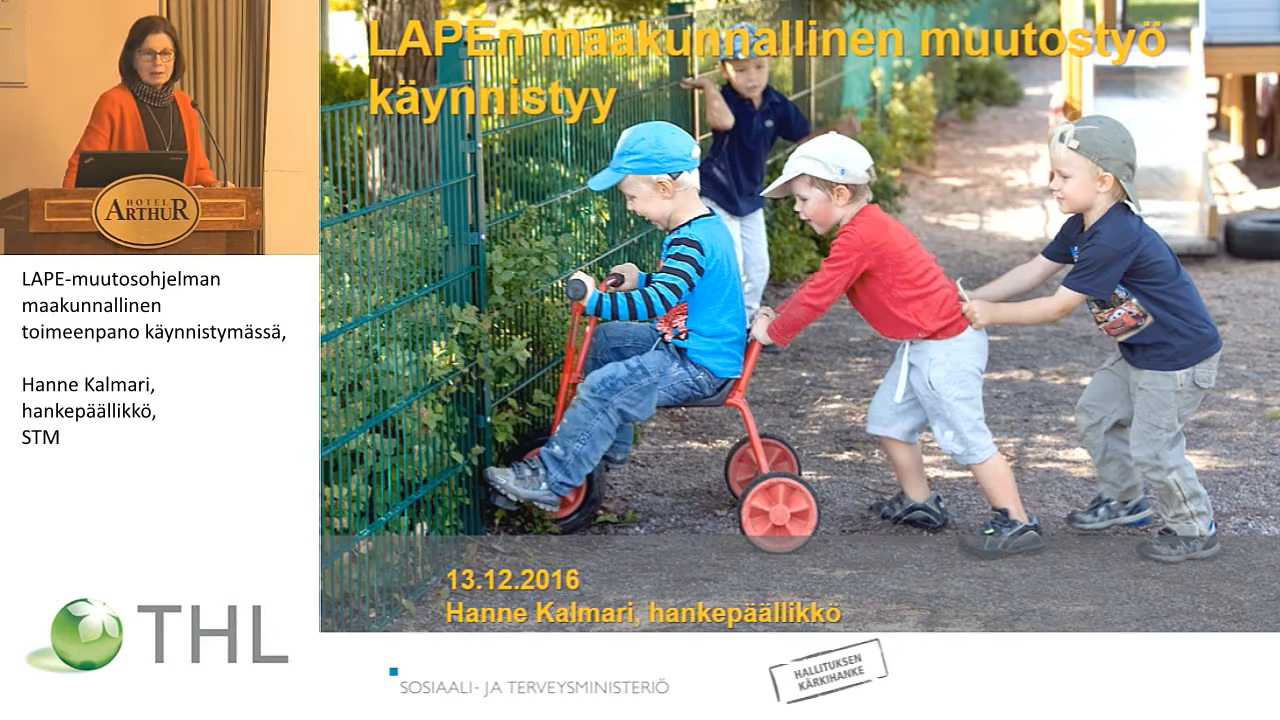 LAPEn maakunnallinen muutostyö
käynnistyy
HOTEL
ARTHUR
LAPE-muutosohjelman
maakunnallinen
toimeenpano käynnistymässä,
Hanne Kalmari,
hankepäällikkö,
STM
13.12.2016
Hanne Kalmari, hankepäällikkö
THL
SOSIAALI- JA TERVEYSMINISTERIÖ
HALLITUKSEN
KÄRKIHANKE